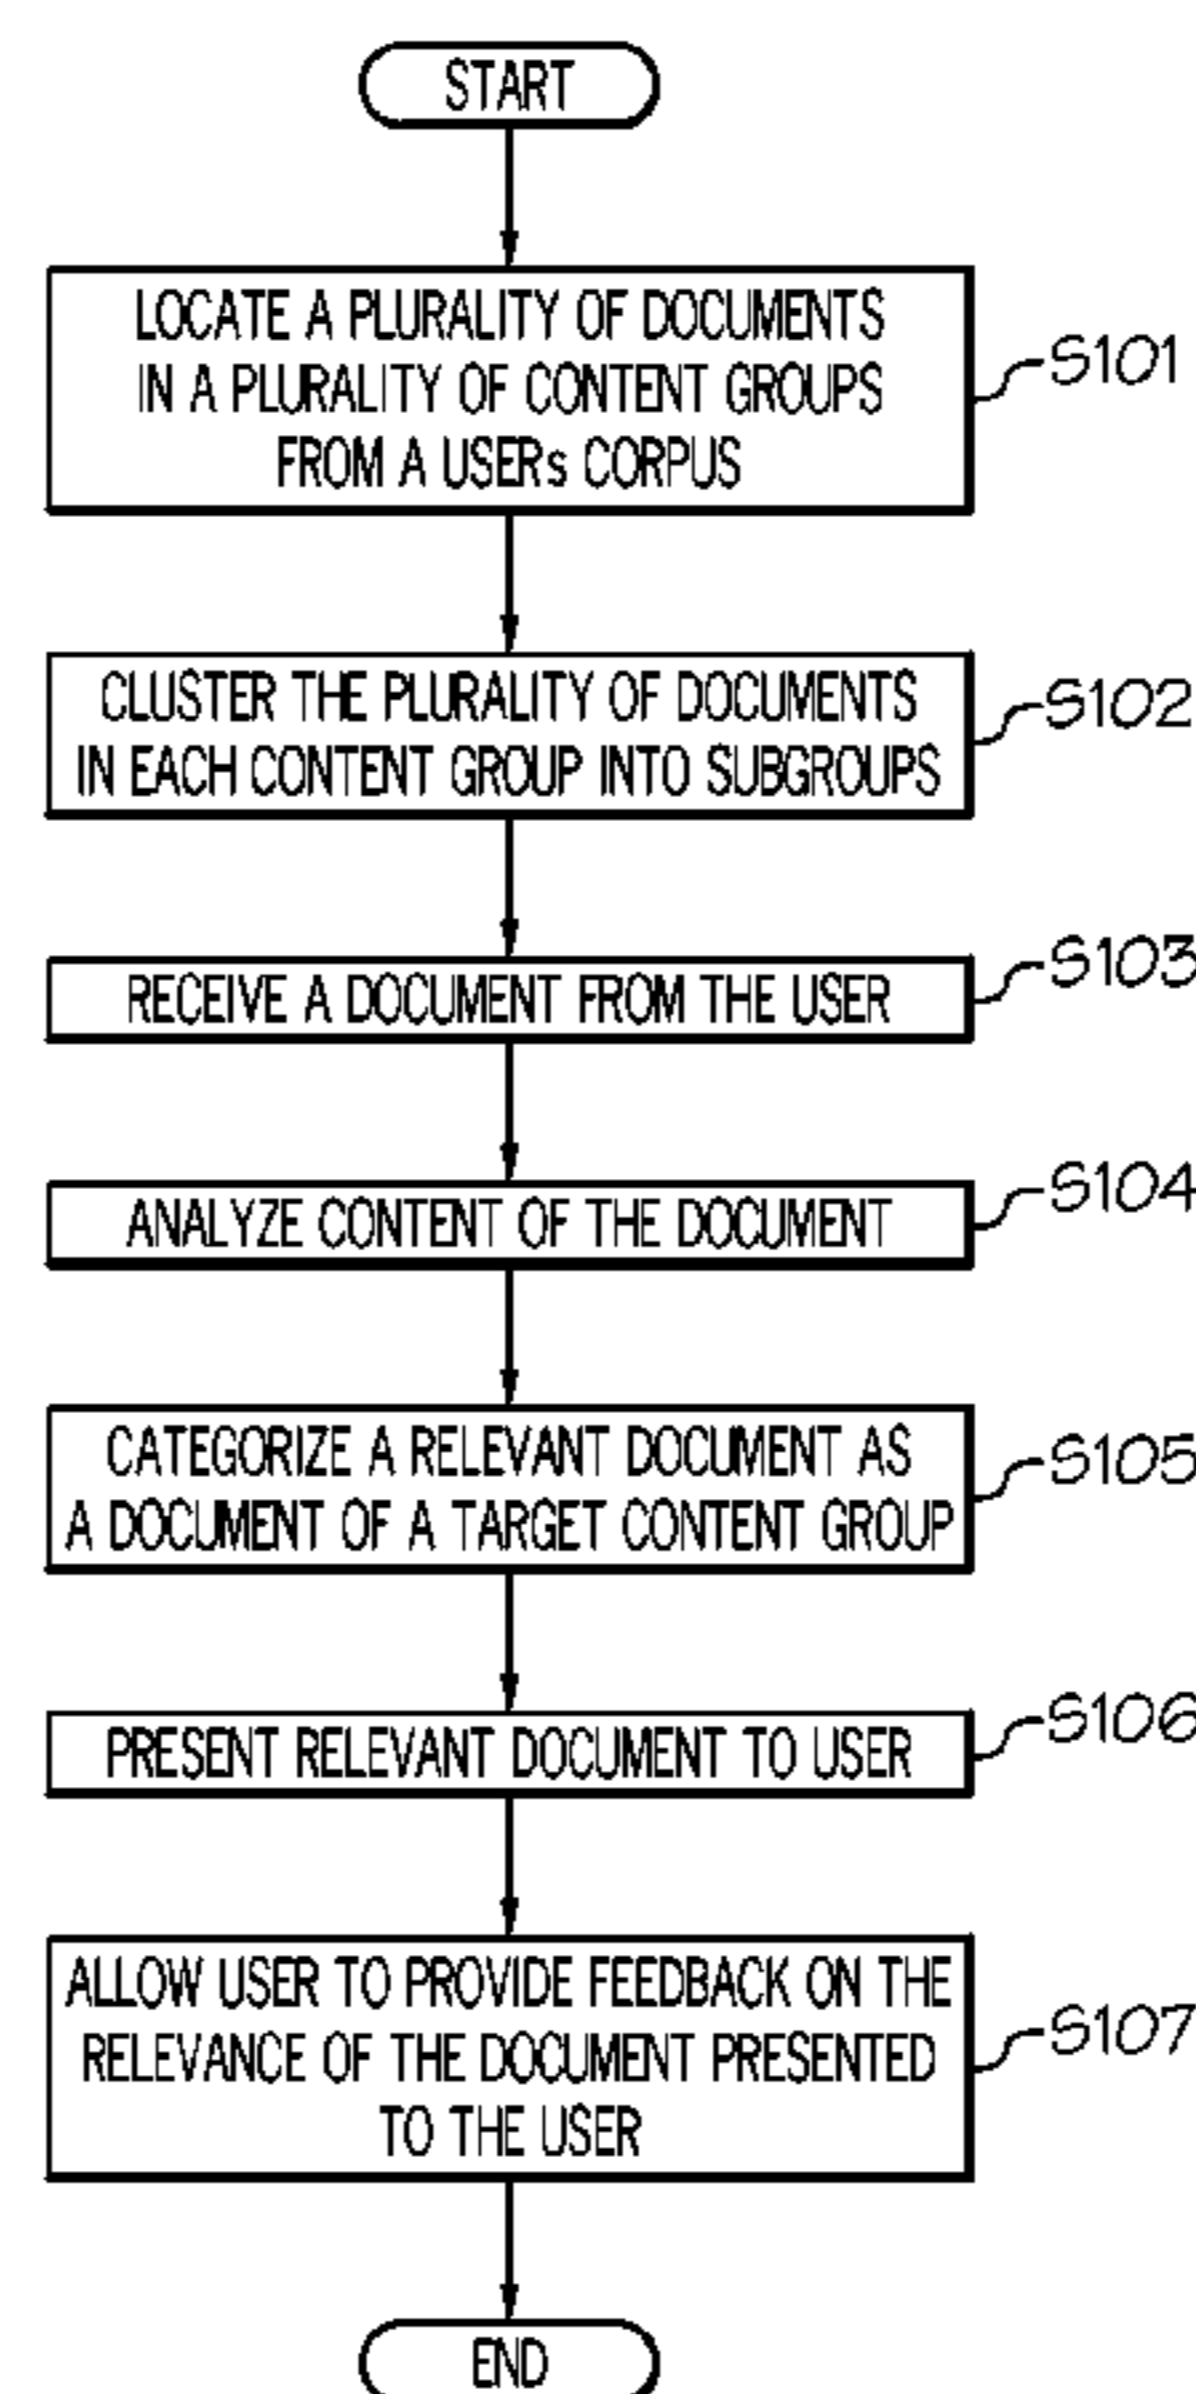 START
LOCATE A PLURALITY OF DOCUMENTS
IN A PLURALITY OF CONTENT GROUPS
FROM A USERs CORPUS
S101
CLUSTER THE PLURALITY OF DOCUMENTS
IN EACH CONTENT GROUP INTO SUBGROUPS
S102
RECEIVE A DOCUMENT FROM THE USER
S103
ANALYZE CONTENT OF THE DOCUMENT
S104
CATEGORIZE A RELEVANT DOCUMENT AS
A DOCUMENT OF A TARGET CONTENT GROUP
S105
PRESENT RELEVANT DOCUMENT TO USER
S106
ALLOW USER TO PROVIDE FEEDBACK ON THE
RELEVANCE OF THE DOCUMENT PRESENTED
TO THE USER
S107
END